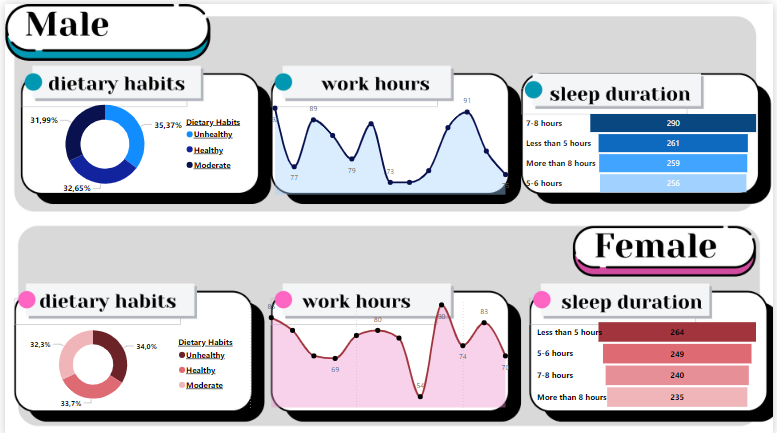 Male
dietary habits
31,99%
35,37%
32,65%
Dietary Habits
Unhealthy
Healthy
Moderate
work hours
89
77
79
73
91
sleep duration
7-8 hours 290
Less than 5 hours 261
More than 8 hours 259
5-6 hours 256
Female
dietary habits
32,3%
34,0%
33,7%
Dietary Habits
Unhealthy
Healthy
Moderate
work hours
80
69
54
90
74
83
sleep duration
Less than 5 hours 264
5-6 hours 249
7-8 hours 240
More than 8 hours 235